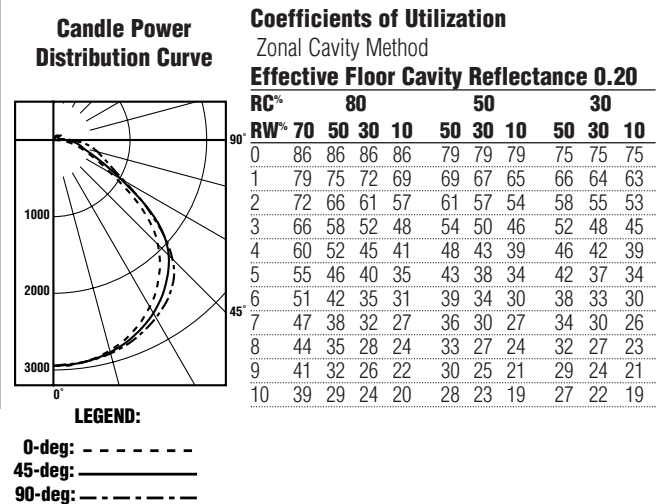 Candle Power
Distribution Curve
90°
1000
2000
45°
3000
0°
LEGEND:
0-deg:
45-deg:
90-deg:
Coefficients of Utilization
Zonal Cavity Method
Effective Floor Cavity Reflectance 0.20
RC% 80 50 30
RW% 70 50 30 10 50 30 10 50 30 10
0 86 86 86 86 79 79 79 75 75 75
1 79 75 72 69 69 67 65 66 64 63
2 72 66 61 57 61 57 54 58 55 53
3 66 58 52 48 54 50 46 52 48 45
4 60 52 45 41 48 43 39 46 42 39
5 55 46 40 35 43 38 34 42 37 34
6 51 42 35 31 39 34 30 38 33 30
7 47 38 32 27 36 30 27 34 30 26
8 44 35 28 24 33 27 24 32 27 23
9 41 32 26 22 30 25 21 29 24 21
10 39 29 24 20 28 23 19 27 22 19